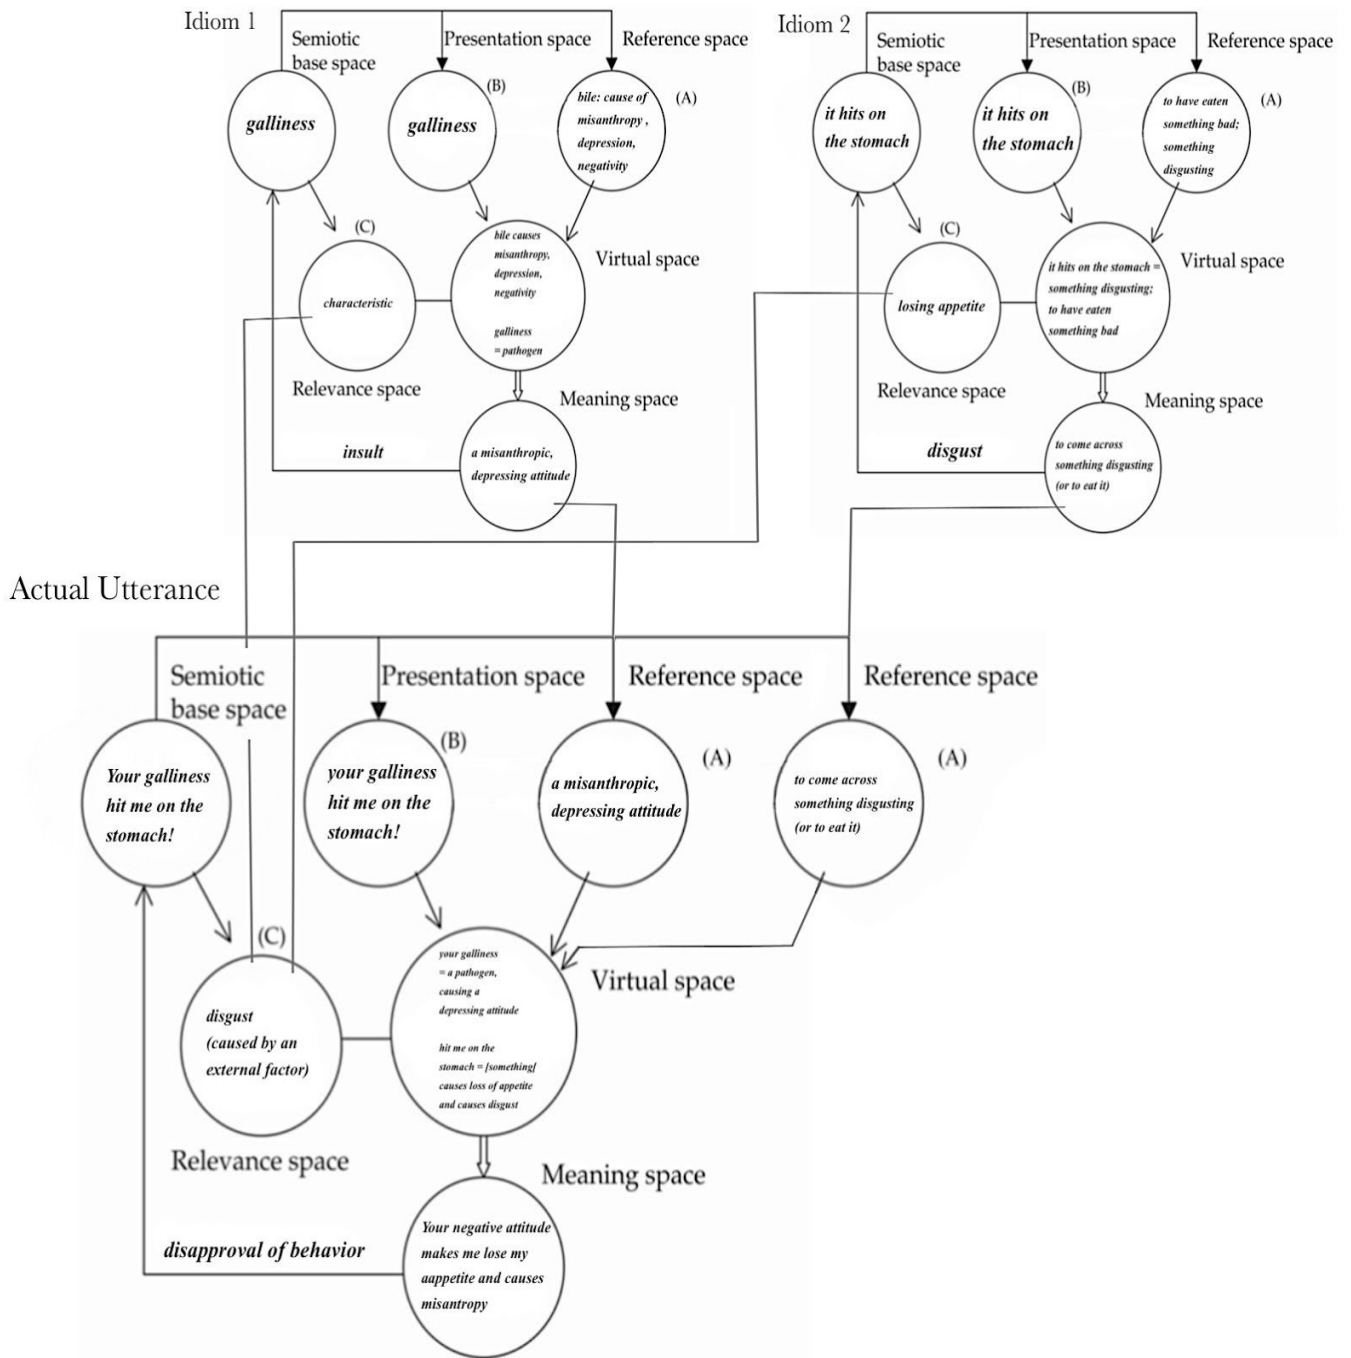 Idiom 1
Semiotic
base space
Presentation space
Reference space
galliness
(B)
galliness
(A)
bile: cause of
misanthropy ,
depression,
negativity
(C)
characteristic
Relevance space
bile causes
misanthropy,
depression,
negativity
galliness
= pathogen
Virtual space
Meaning space
insult
a misanthropic,
depressing attitude
Idiom 2
Semiotic
base space
Presentation space
Reference space
it hits on
the stomach
(B)
it hits on
the stomach
(A)
to have eaten
something bad;
something
disgusting
(C)
losing appetite
Relevance space
it hits on the stomach =
something disgusting;
to have eaten
something bad
Virtual space
Meaning space
disgust
to come across
something disgusting
(or to eat it)
Actual Utterance
Semiotic
base space
Presentation space
Reference space
Reference space
Your galliness
hit me on the
stomach!
(B)
your galliness
hit me on the
stomach!
(A)
a misanthropic,
depressing attitude
(A)
to come across
something disgusting
(or to eat it)
(C)
disgust
(caused by an
external factor)
Relevance space
your galliness
= a pathogen,
causing a
depressing attitude
hit me on the
stomach = [something]
causes loss of appetite
and causes disgust
Virtual space
Meaning space
disapproval of behavior
Your negative attitude
makes me lose my
aappetite and causes
misantropy